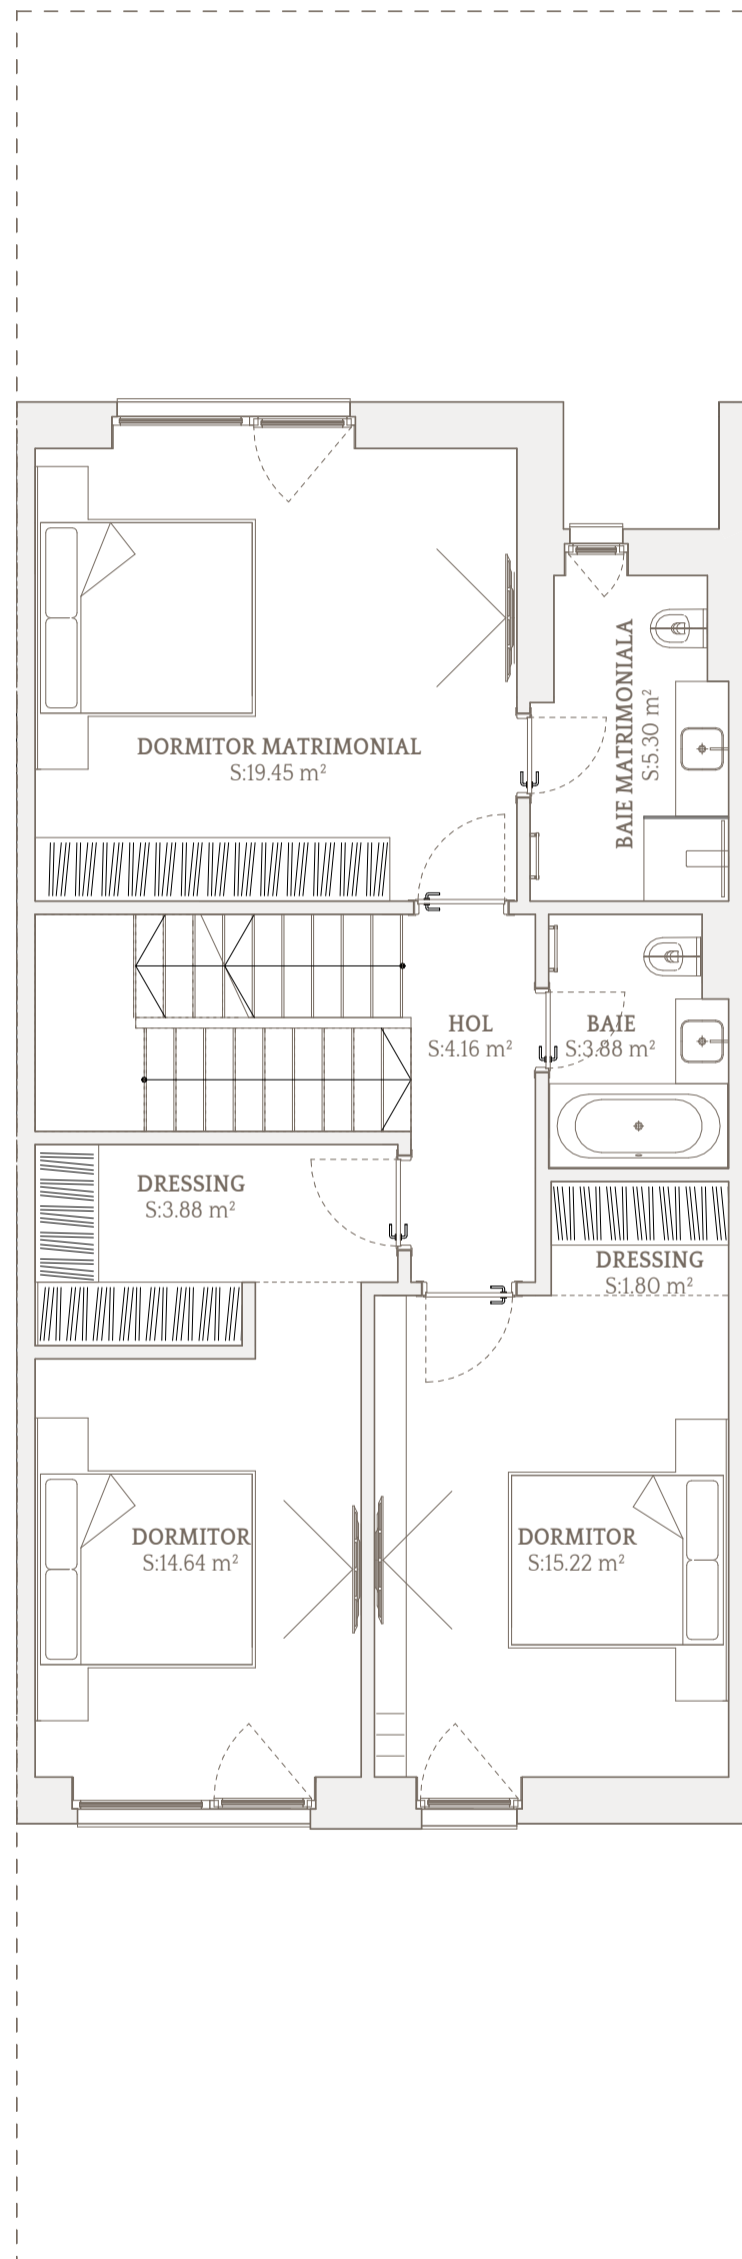 DORMITOR MATRIMONIAL
S:19.45 m²
BAIE MATRIMONIALA
S:5.30 m²
HOL
S:4.16 m²
BAIE
S:3.88 m²
DRESSING
S:3.88 m²
DRESSING
S:1.80 m²
DORMITOR
S:14.64 m²
DORMITOR
S:15.22 m²